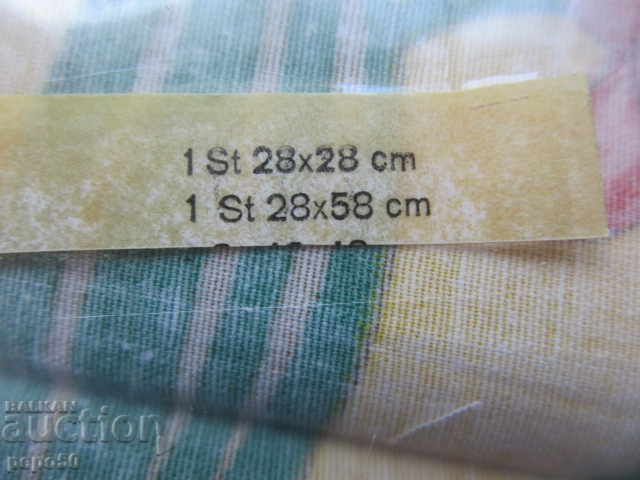 1 St 28x28 cm
1 St 28x58 cm
BALKAN
auction
pepo50